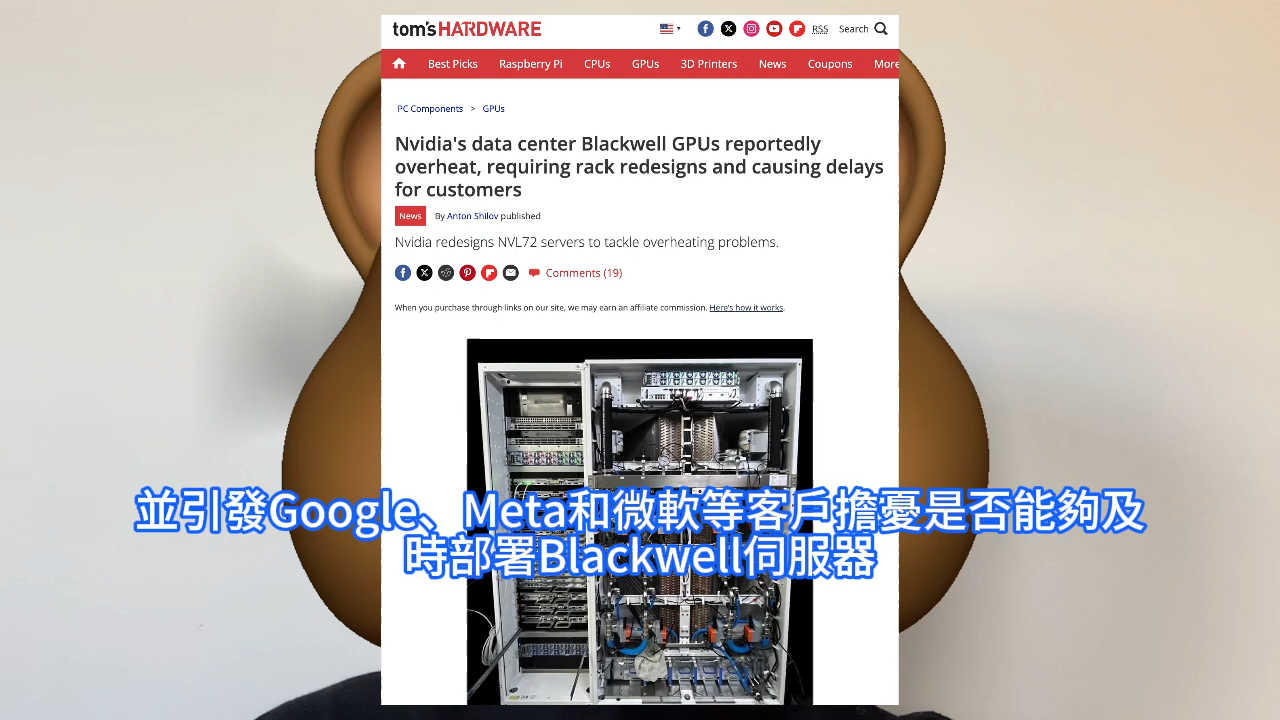 tom'sHARDWARE
RSS Search
Best Picks Raspberry Pi CPUs GPUs 3D Printers News Coupons More
PC Components > GPUs
Nvidia's data center Blackwell GPUs reportedly
overheat, requiring rack redesigns and causing delays
for customers
News By Anton Shilov published
Nvidia redesigns NVL72 servers to tackle overheating problems.
Comments (19)
When you purchase through links on our site, we may earn an affiliate commission. Here's how it works.
並引發Google、Meta和微軟等客戶擔憂是否能夠及
時部署Blackwell伺服器